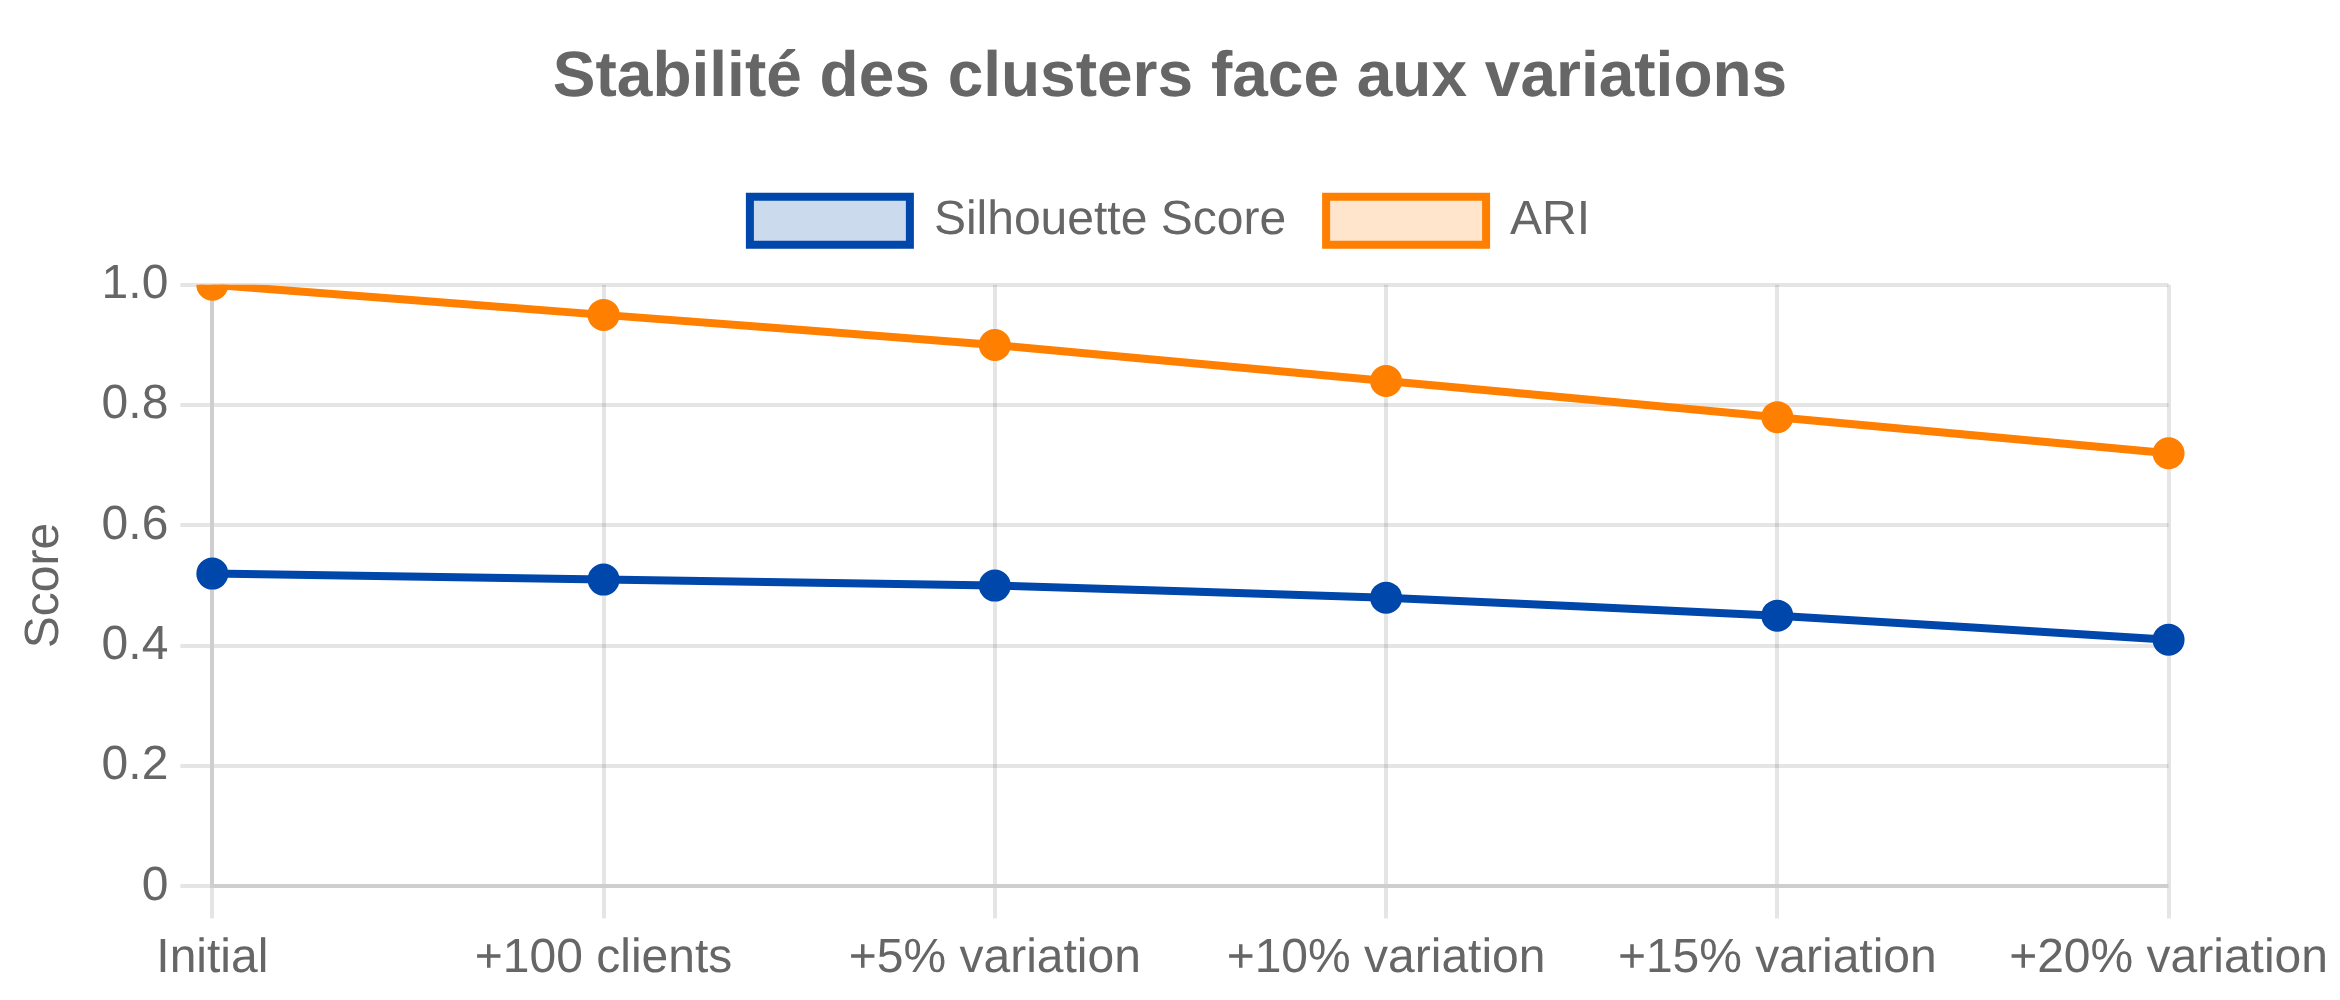 Stabilité des clusters face aux variations
Silhouette Score
ARI
1.0
0.8
0.6
0.4
0.2
0
Score
Initial
+100 clients
+5% variation
+10% variation
+15% variation
+20% variation